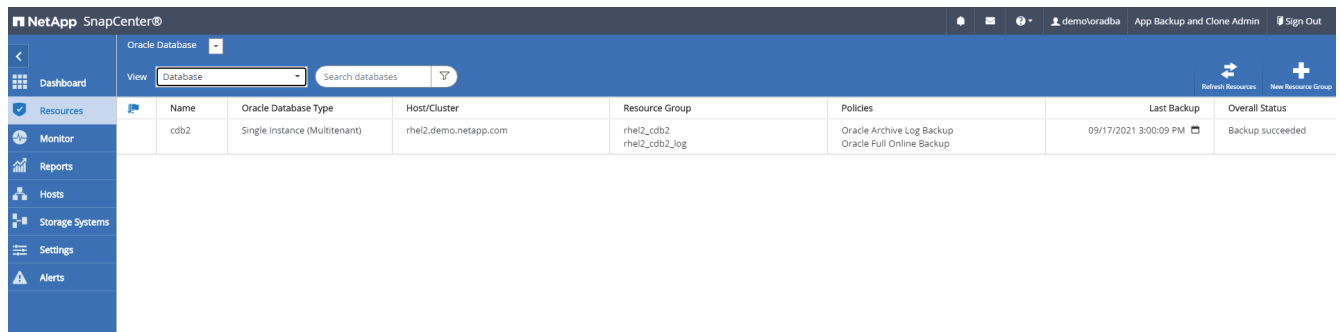 NetApp SnapCenter®
demo\oradba App Backup and Clone Admin Sign Out
Oracle Database
Dashboard
View Database Search databases
Refresh Resources New Resource Group
Resources
Name Oracle Database Type Host/Cluster Resource Group Policies Last Backup Overall Status
cdb2 Single Instance (Multitenant) rhel2.demo.netapp.com rhel2_cdb2 Oracle Archive Log Backup 09/17/2021 3:00:09 PM Backup succeeded
rhel2_cdb2_log Oracle Full Online Backup
Monitor
Reports
Hosts
Storage Systems
Settings
Alerts